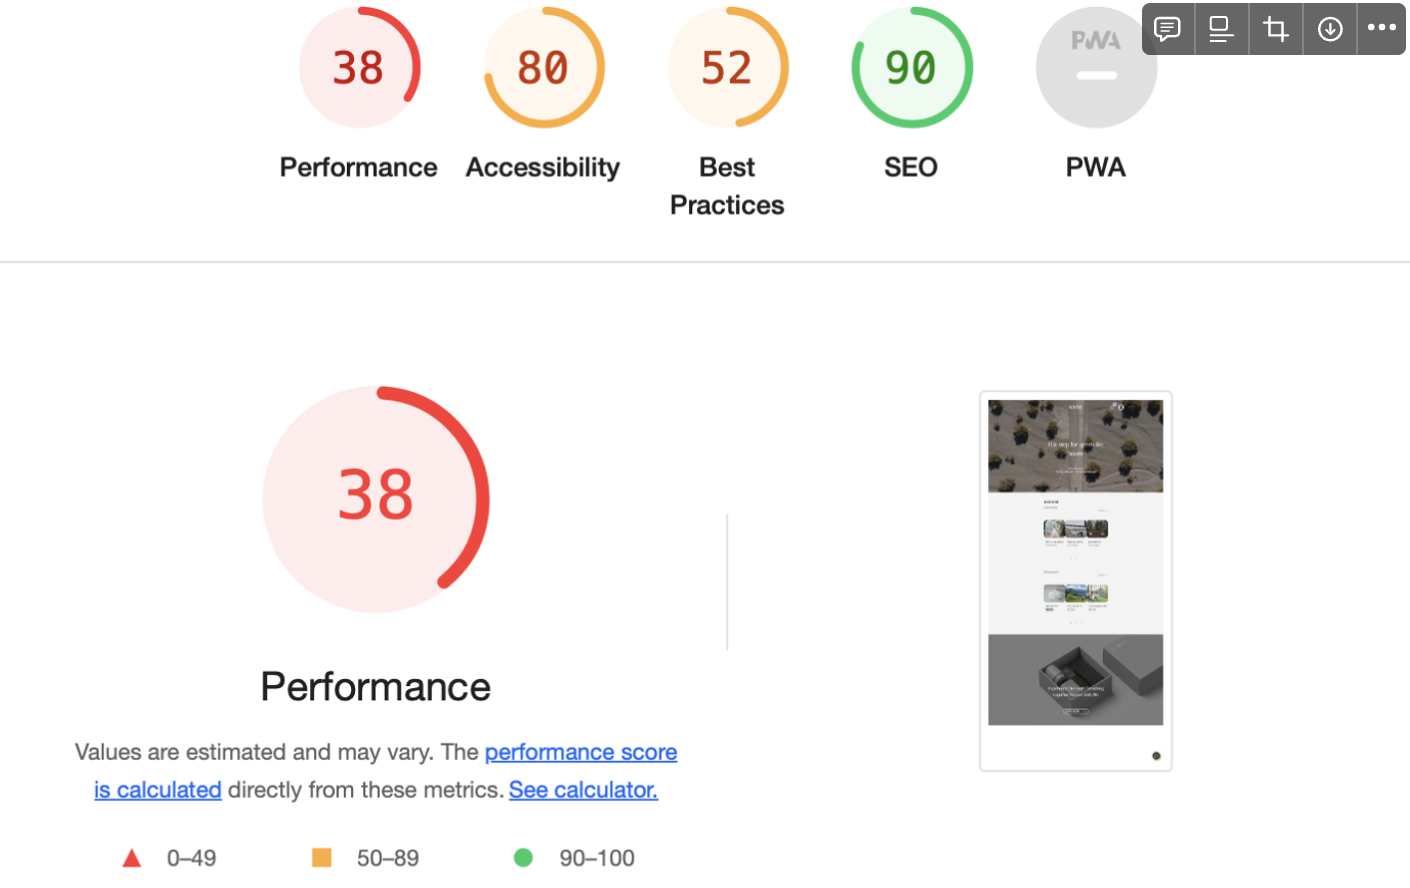 38
80
52
90
PWA
Performance
Accessibility
Best
Practices
SEO
PWA
38
Performance
Values are estimated and may vary. The performance score
is calculated directly from these metrics. See calculator.
0–49
50–89
90–100